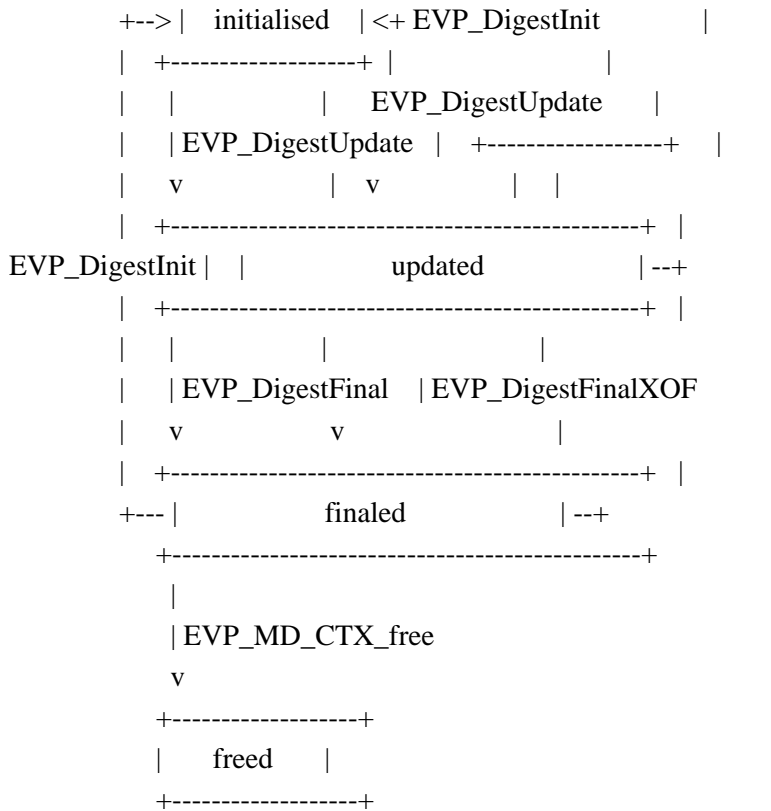 +--> | initialised | <+ EVP_DigestInit |
| +-------------------+ | |
| | | EVP_DigestUpdate |
| | EVP_DigestUpdate | +------------------+ |
| v | v | |
| +------------------------------------------------+ |
EVP_DigestInit | | updated | --+
| +------------------------------------------------+ |
| | | |
| | EVP_DigestFinal | EVP_DigestFinalXOF
| v v |
| +------------------------------------------------+ |
+--- | finaled | --+
+------------------------------------------------+
|
| EVP_MD_CTX_free
v
+-------------------+
| freed |
+-------------------+